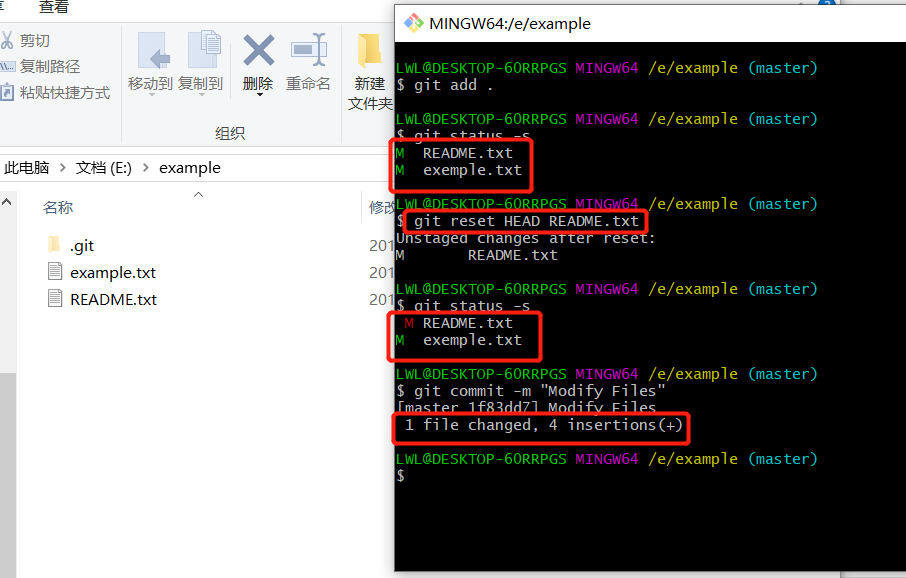 查看
剪切
复制路径
粘贴快捷方式
移动到
复制到
删除
重命名
新建
文件夹
组织
此电脑 > 文档 (E:) > example
名称
修改
.git
201
example.txt
201
README.txt
201
MINGW64:/e/example
LWL@DESKTOP-6ORRPGS MINGW64 /e/example (master)
$ git add .
LWL@DESKTOP-6ORRPGS MINGW64 /e/example (master)
$ git status -s
M  README.txt
M  exemple.txt
LWL@DESKTOP-6ORRPGS MINGW64 /e/example (master)
$ git reset HEAD README.txt
Unstaged changes after reset:
M       README.txt
LWL@DESKTOP-6ORRPGS MINGW64 /e/example (master)
$ git status -s
 M README.txt
M  exemple.txt
LWL@DESKTOP-6ORRPGS MINGW64 /e/example (master)
$ git commit -m "Modify Files"
[master 1f83dd7] Modify Files
 1 file changed, 4 insertions(+)
LWL@DESKTOP-6ORRPGS MINGW64 /e/example (master)
$